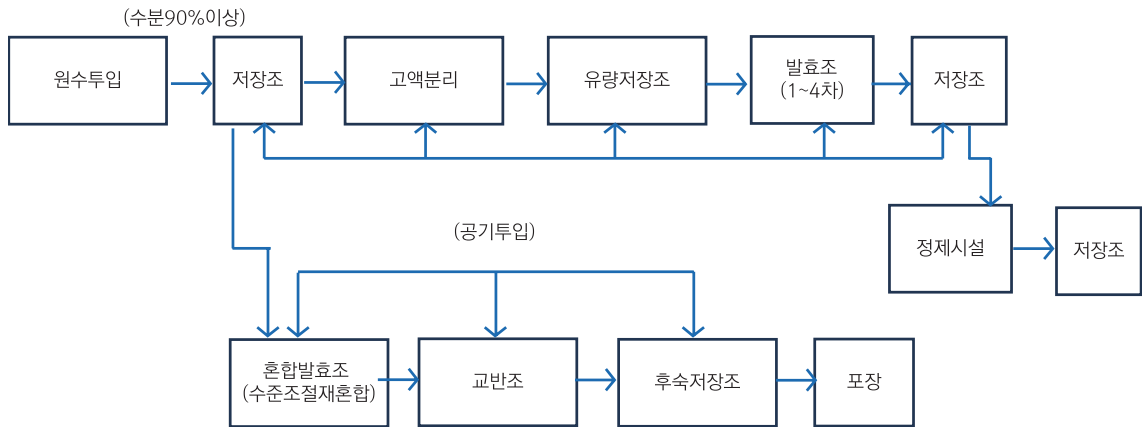 (수분90%이상)
원수투입
저장조
고액분리
유량저장조
발효조
(1~4차)
저장조
(공기투입)
정제시설
저장조
혼합발효조
(수준조절재혼합)
교반조
후숙저장조
포장